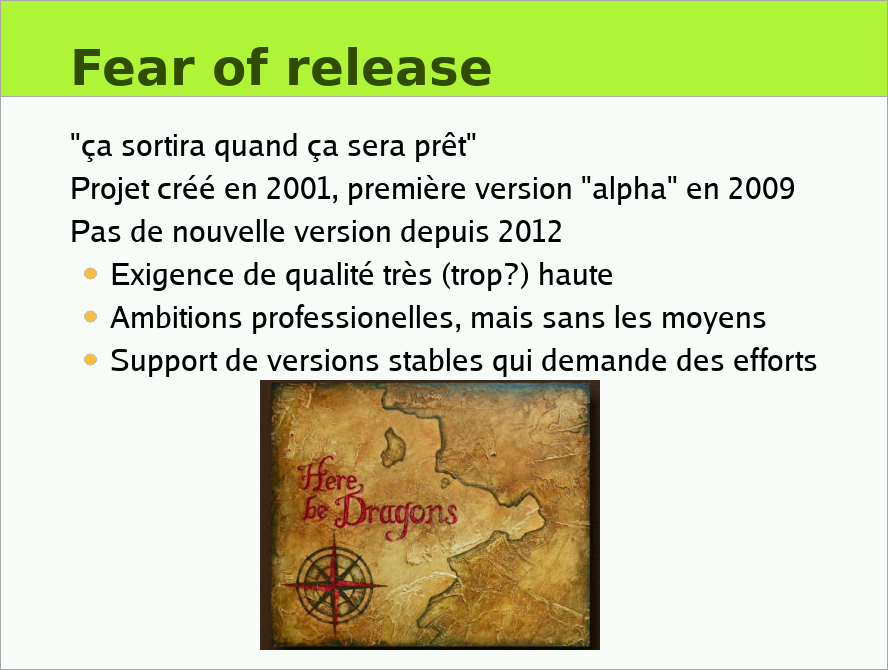 Fear of release
"ça sortira quand ça sera prêt"
Projet créé en 2001, première version "alpha" en 2009
Pas de nouvelle version depuis 2012
Exigence de qualité très (trop?) haute
Ambitions professionelles, mais sans les moyens
Support de versions stables qui demande des efforts
Here
be Dragons